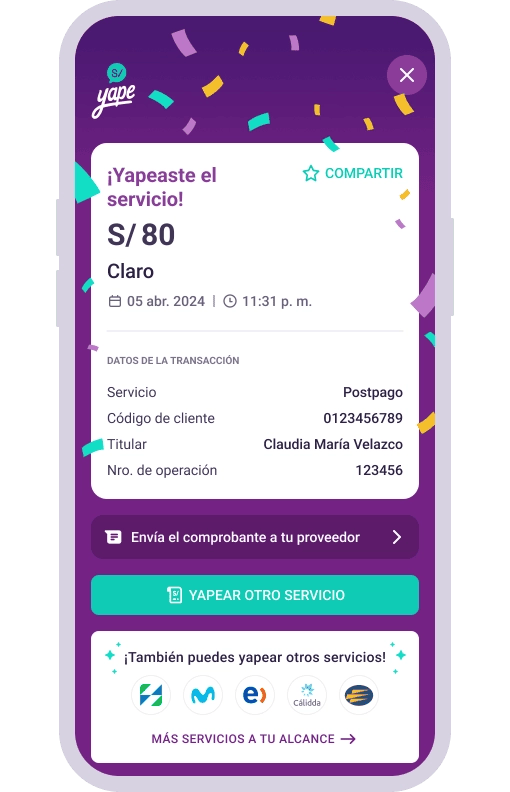 S/
yape
¡Yapeaste el
servicio!
COMPARTIR
S/ 80
Claro
05 abr. 2024 | 11:31 p. m.
DATOS DE LA TRANSACCIÓN
Servicio Postpago
Código de cliente 0123456789
Titular Claudia María Velazco
Nro. de operación 123456
Envía el comprobante a tu proveedor
S/ YAPEAR OTRO SERVICIO
¡También puedes yapear otros servicios!
e)
Cálidda
MÁS SERVICIOS A TU ALCANCE